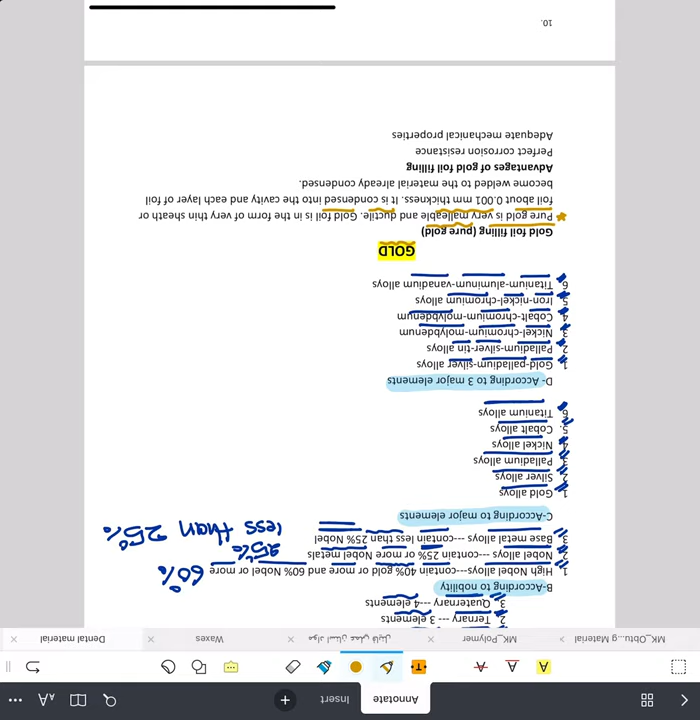 Annotate
Insert
MK_Obtu...g Material
MK_Polymer
Waxes
Dental material
2. Ternary --- 3 elements
3. Quaternary ---4 elements
B-According to nobility
1. High Nobel alloys---contain 40% gold or more and 60% Nobel or more 60%
2. Nobel alloys ---contain 25% or more Nobel metals 25%
3. Base metal alloys ---contain less than 25% Nobel less than 25%
C-According to major elements
1. Gold alloys
2. Silver alloys
3. Palladium alloys
4. Nickel alloys
5. Cobalt alloys
6. Titanium alloys
D- According to 3 major elements
1. Gold-palladium-silver alloys
2. Palladium-silver-tin alloys
3. Nickel-chromium-molybdenum
4. Cobalt-chromium-molybdenum
5. Iron-nickel-chromium alloys
6. Titanium-aluminum-vanadium alloys
GOLD
Gold foil filling (pure gold)
Pure gold is very malleable and ductile. Gold foil is in the form of very thin sheath or
foil about 0.001 mm thickness. It is condensed into the cavity and each layer of foil
become welded to the material already condensed.
Advantages of gold foil filling
Perfect corrosion resistance
Adequate mechanical properties
10.